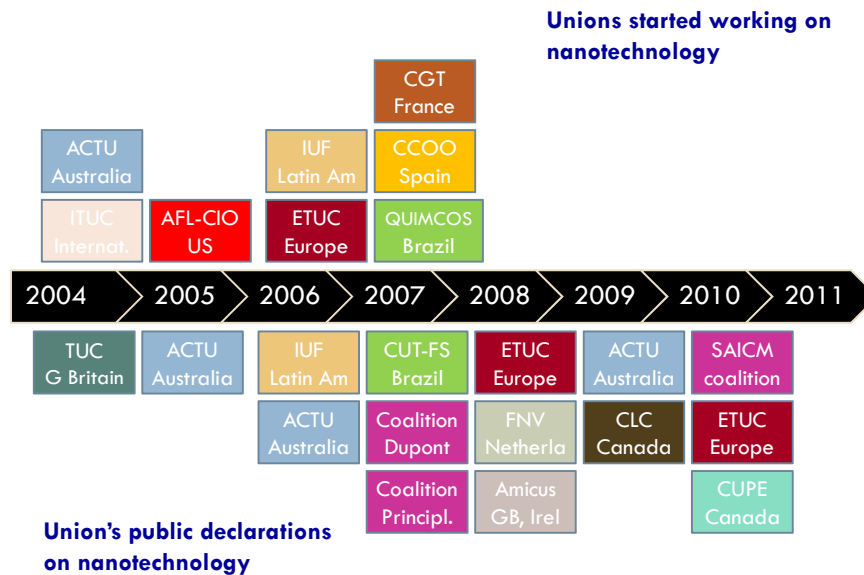 Unions started working on
nanotechnology
CGT
France
ACTU
Australia
IUF
Latin Am
CCOO
Spain
ITUC
Internat.
AFL-CIO
US
ETUC
Europe
QUIMCOS
Brazil
2004
2005
2006
2007
2008
2009
2010
2011
TUC
G Britain
ACTU
Australia
IUF
Latin Am
CUT-FS
Brazil
ETUC
Europe
ACTU
Australia
SAICM
coalition
ACTU
Australia
Coalition
Dupont
FNV
Netherla
CLC
Canada
ETUC
Europe
Coalition
Principl.
Amicus
GB, Irel
CUPE
Canada
Union's public declarations
on nanotechnology